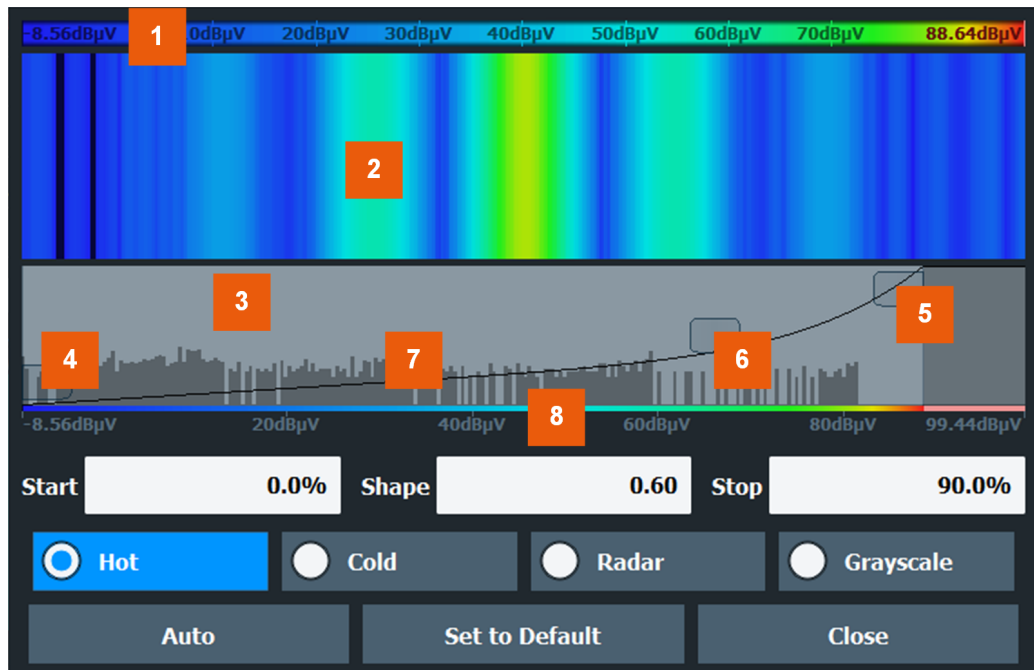 -8.56dBµV 1 0dBµV 20dBµV 30dBµV 40dBµV 50dBµV 60dBµV 70dBµV 88.64dBµV
2
3
5
4 7 6
8
-8.56dBµV 20dBµV 40dBµV 60dBµV 80dBµV 99.44dBµV
Start 0.0% Shape 0.60 Stop 90.0%
Hot Cold Radar Grayscale
Auto Set to Default Close